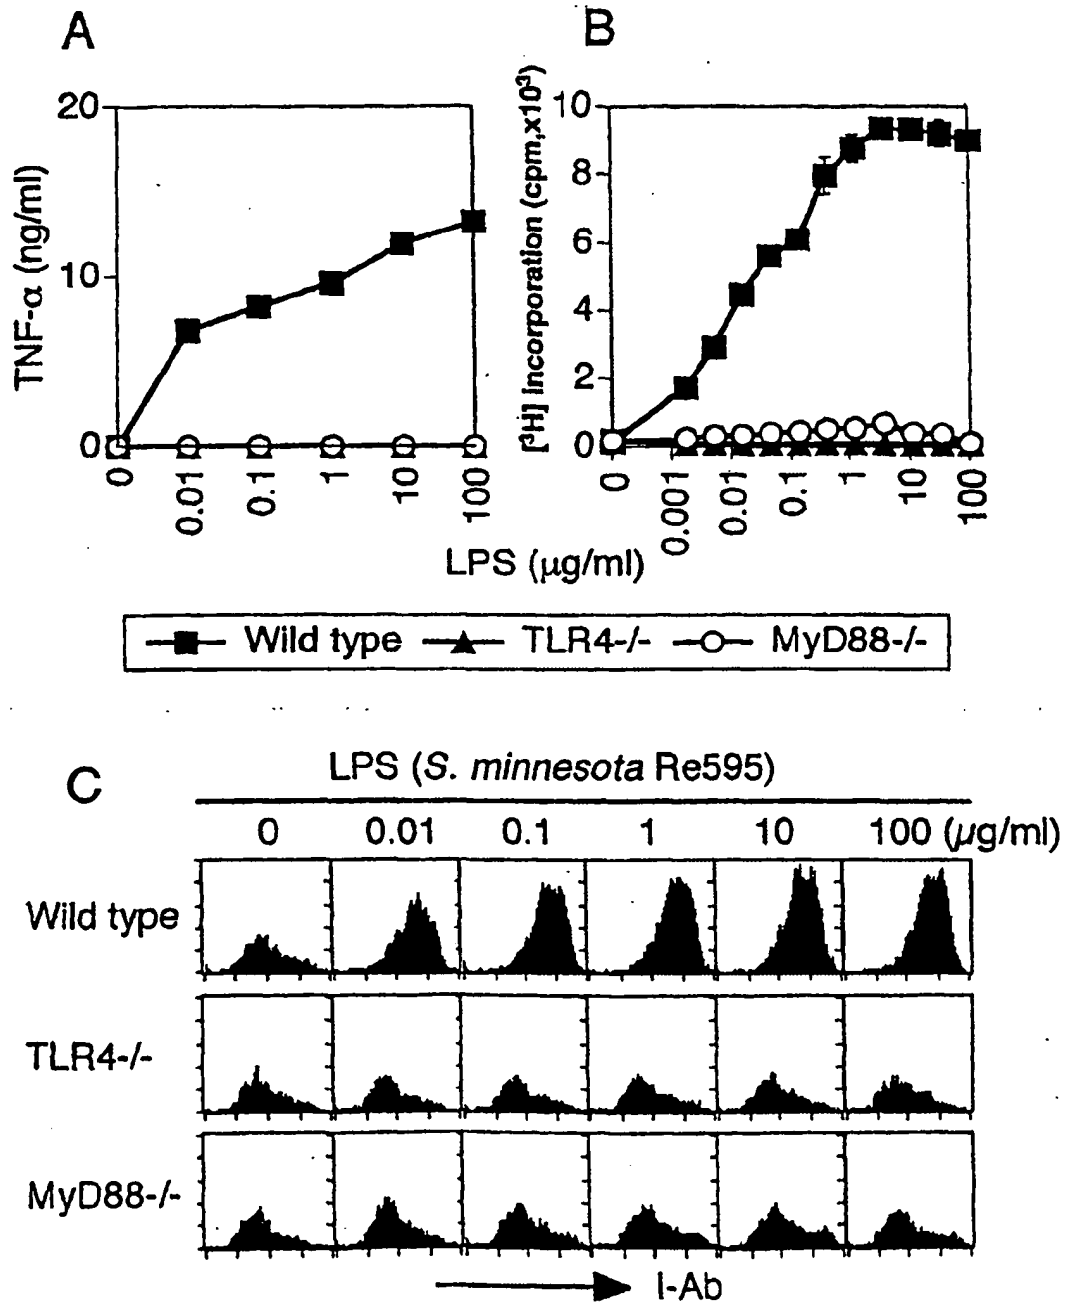 A
B
TNF-α (ng/ml)
20
10
0
0 0.01 0.1 1 10 100
[³H] Incorporation (cpm,x10³)
10
8
6
4
2
0
0 0.001 0.01 0.1 1 10 100
LPS (μg/ml)
Wild type TLR4-/- MyD88-/-
C
LPS (S. minnesota Re595)
0 0.01 0.1 1 10 100 (μg/ml)
Wild type
TLR4-/-
MyD88-/-
I-Ab